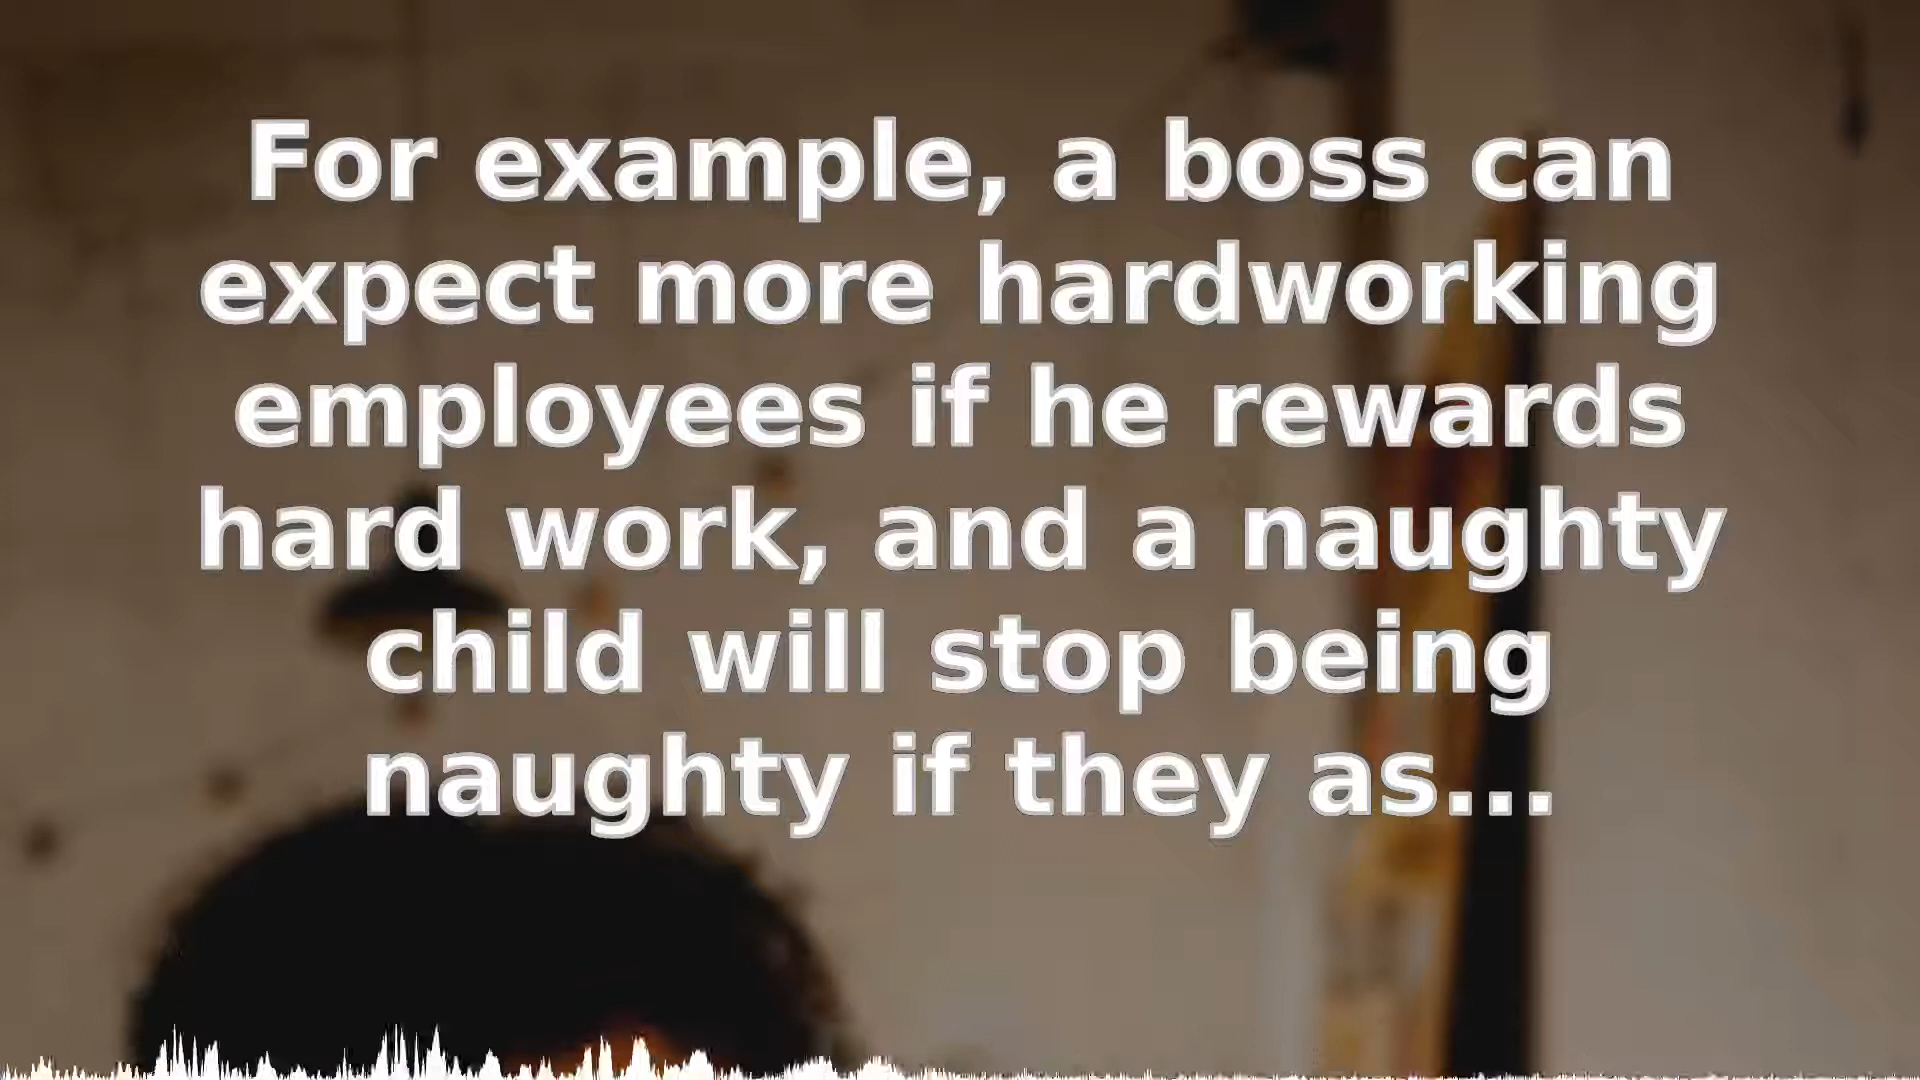 For example, a boss can
expect more hardworking
employees if he rewards
hard work, and a naughty
child will stop being
naughty if they as...